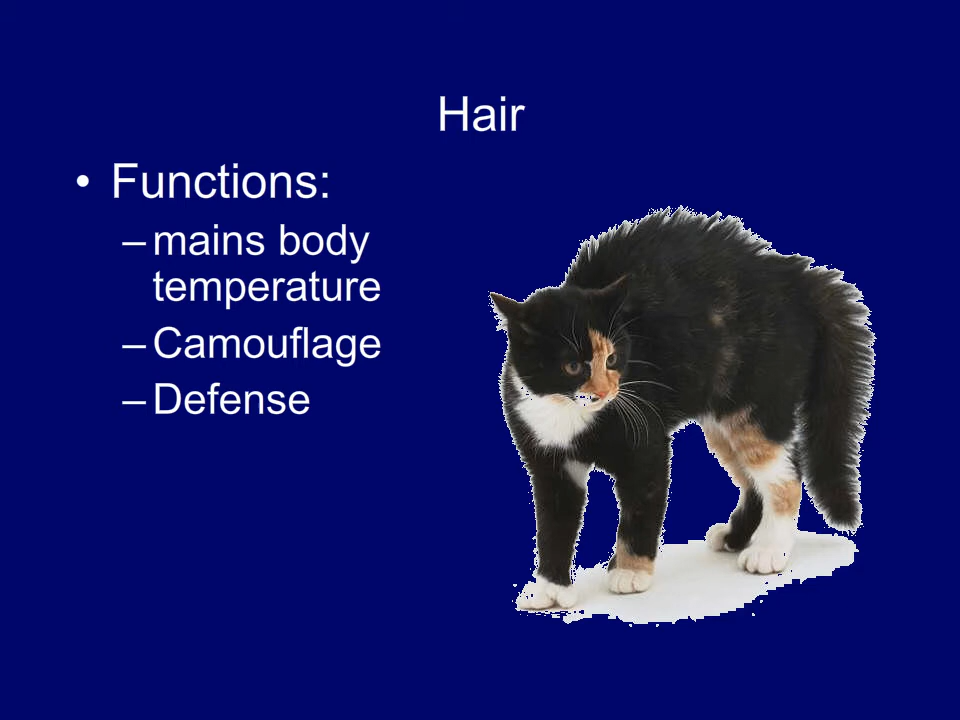 Hair
• Functions:
– mains body
temperature
– Camouflage
– Defense